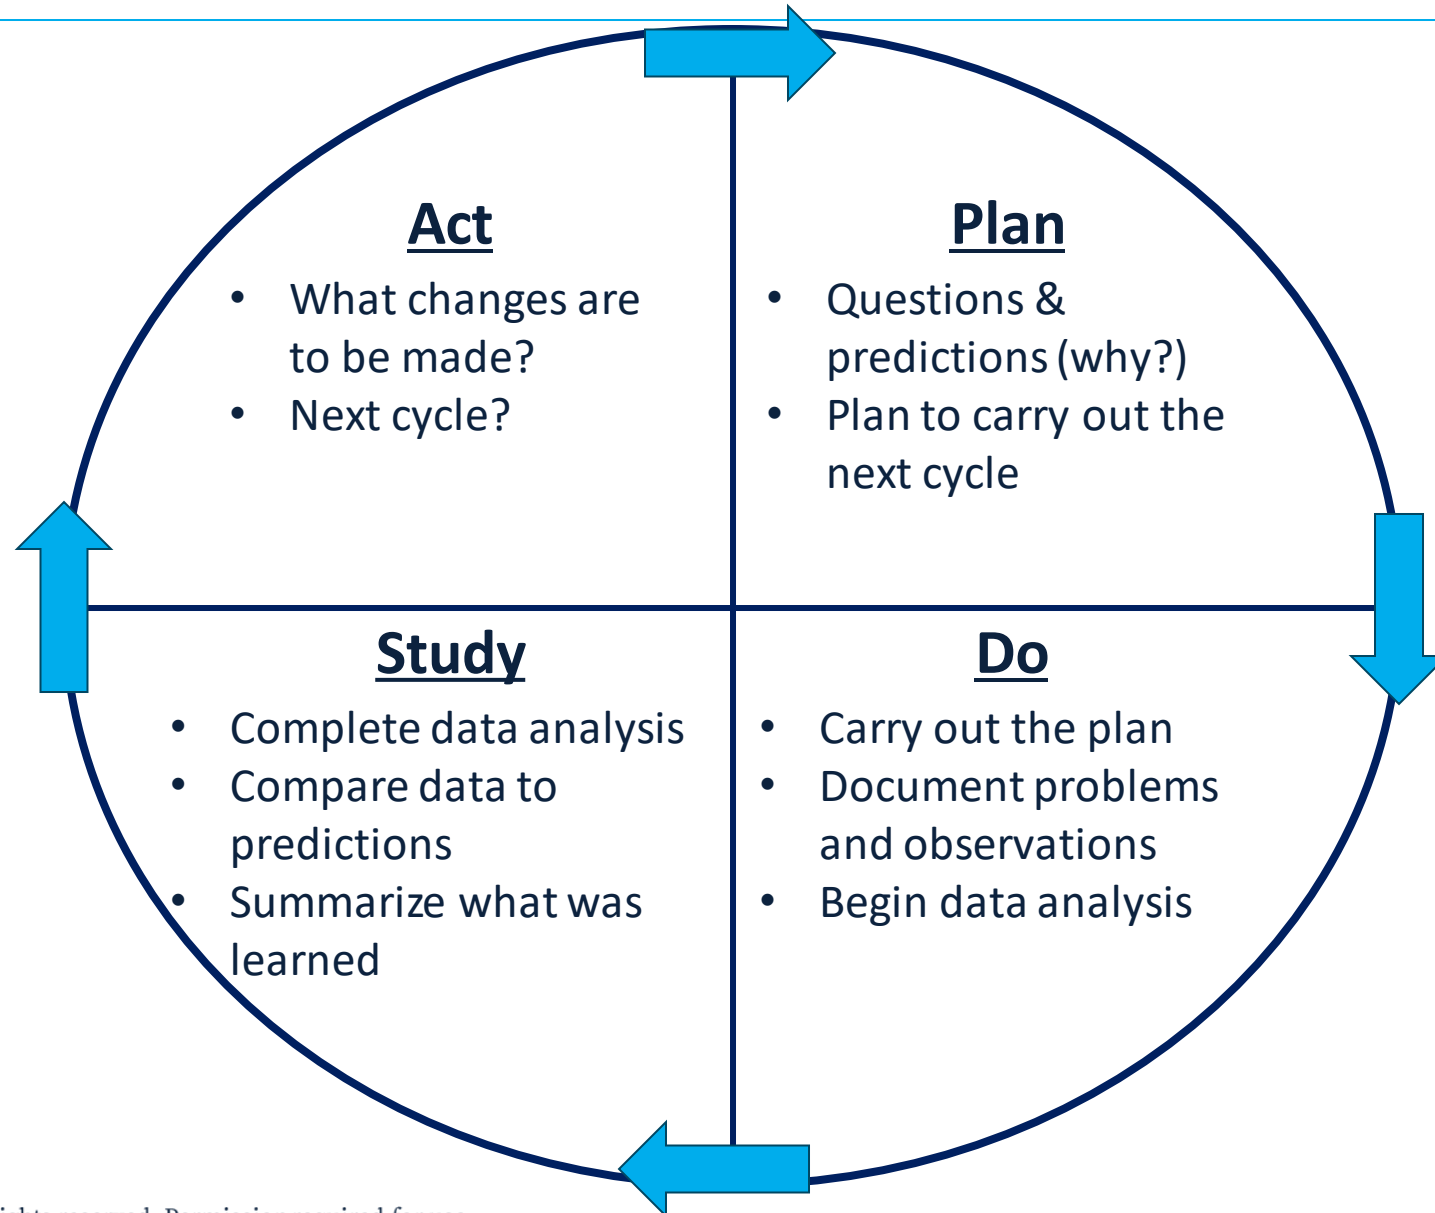 Act
• What changes are
to be made?
• Next cycle?
Plan
• Questions &
predictions (why?)
• Plan to carry out the
next cycle
Study
• Complete data analysis
• Compare data to
predictions
• Summarize what was
learned
Do
• Carry out the plan
• Document problems
and observations
• Begin data analysis